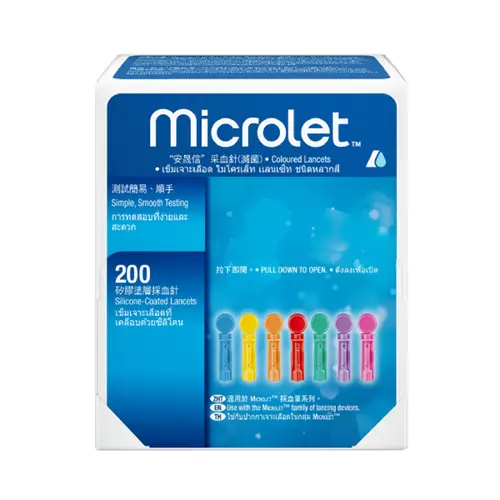 Microlet™
"安晟信" 采血針(滅菌) • Coloured Lancets
• เข็มเจาะเลือด ไมโครเล็ท แลนเซ็ท ชนิดหลากสี
測試簡易、順手
Simple, Smooth Testing
การทดสอบที่ง่ายและ
สะดวก
200
矽膠塗層採血針
Silicone-Coated Lancets
เข็มเจาะเลือดที่
เคลือบด้วยซิลิโคน
拉下即開。 • PULL DOWN TO OPEN. • ดึงลงเพื่อเปิด
ZHT 適用於 MICROLET™ 採血筆系列。
EN Use with the MICROLET™ family of lancing devices.
TH ใช้กับปากกาเจาะเลือดในกลุ่ม MICROLET™